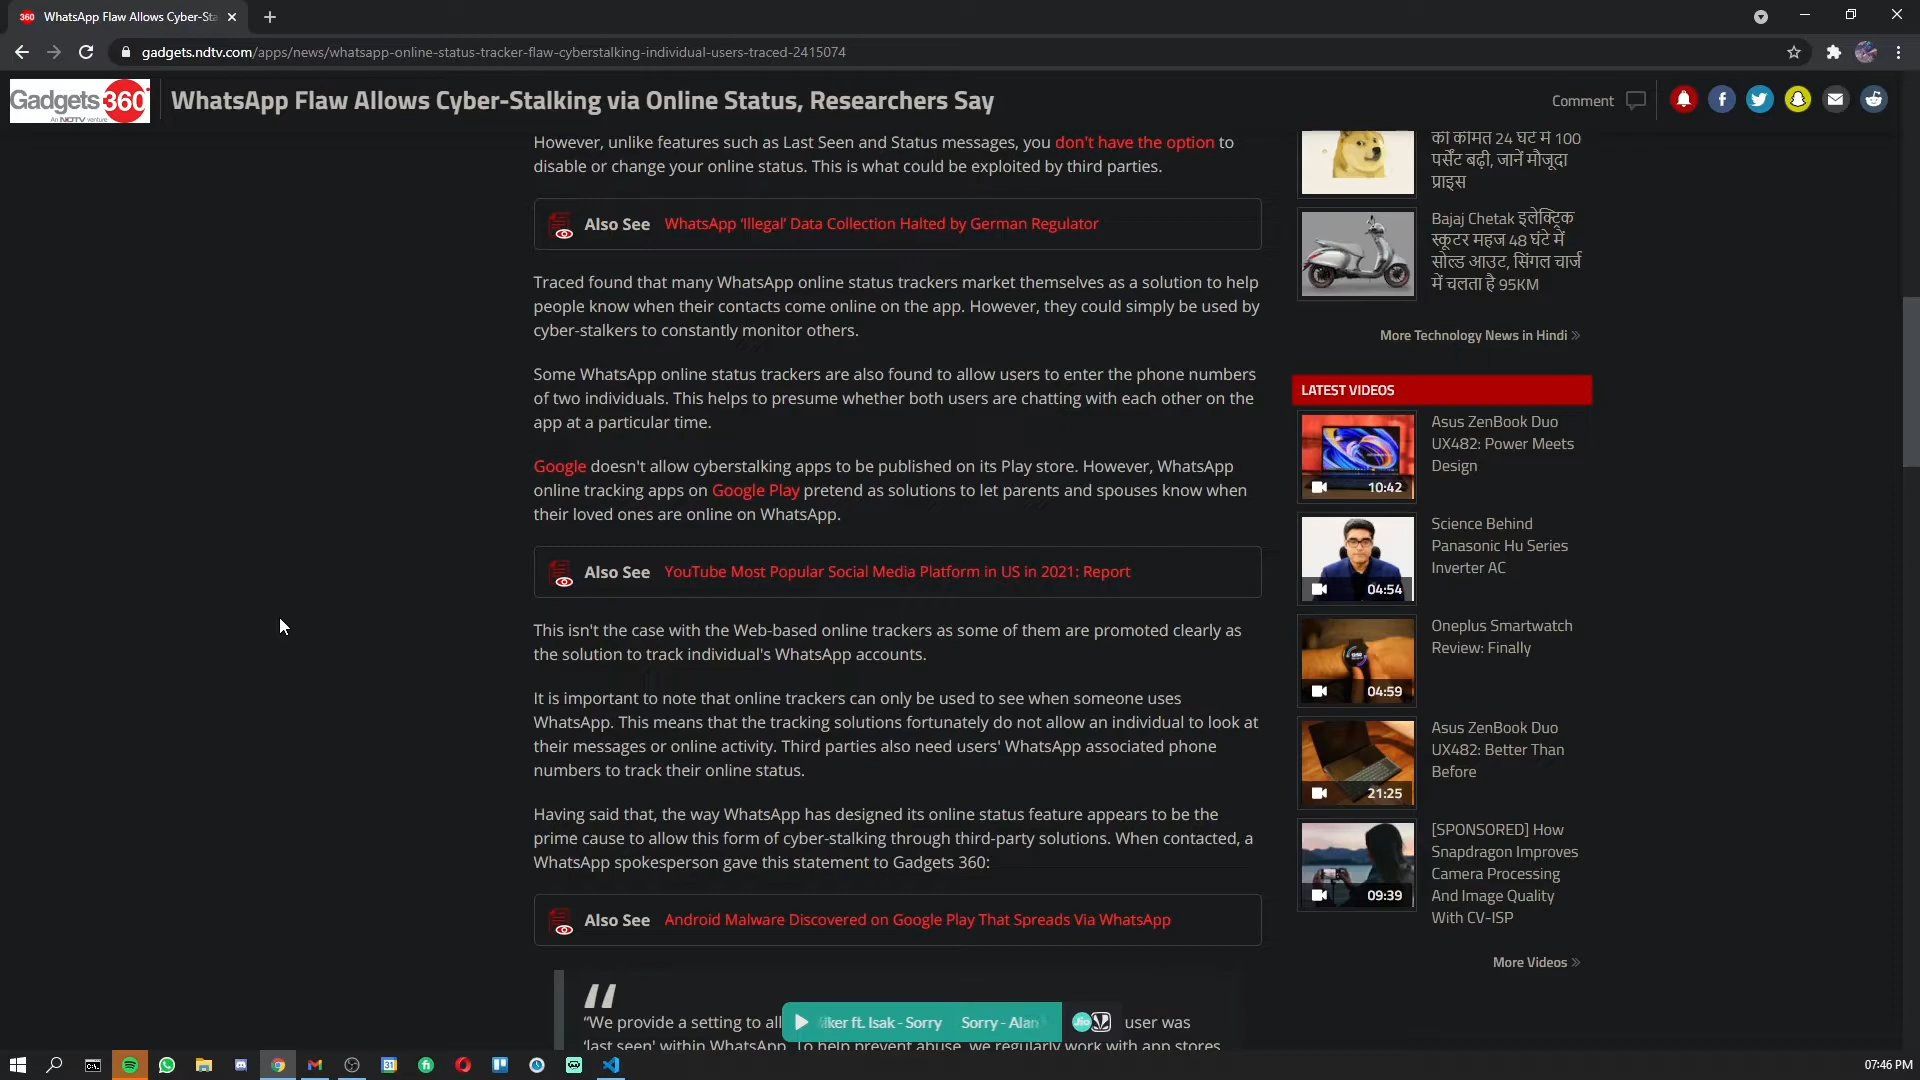 WhatsApp Flaw Allows Cyber-Sta
gadgets.ndtv.com/apps/news/whatsapp-online-status-tracker-flaw-cyberstalking-individual-users-traced-2415074
Gadgets 360°
An NDTV venture
WhatsApp Flaw Allows Cyber-Stalking via Online Status, Researchers Say
Comment
However, unlike features such as Last Seen and Status messages, you don't have the option to
disable or change your online status. This is what could be exploited by third parties.
Also See WhatsApp ‘Illegal’ Data Collection Halted by German Regulator
Traced found that many WhatsApp online status trackers market themselves as a solution to help
people know when their contacts come online on the app. However, they could simply be used by
cyber-stalkers to constantly monitor others.
Some WhatsApp online status trackers are also found to allow users to enter the phone numbers
of two individuals. This helps to presume whether both users are chatting with each other on the
app at a particular time.
Google doesn't allow cyberstalking apps to be published on its Play store. However, WhatsApp
online tracking apps on Google Play pretend as solutions to let parents and spouses know when
their loved ones are online on WhatsApp.
Also See YouTube Most Popular Social Media Platform in US in 2021: Report
This isn't the case with the Web-based online trackers as some of them are promoted clearly as
the solution to track individual's WhatsApp accounts.
It is important to note that online trackers can only be used to see when someone uses
WhatsApp. This means that the tracking solutions fortunately do not allow an individual to look at
their messages or online activity. Third parties also need users' WhatsApp associated phone
numbers to track their online status.
Having said that, the way WhatsApp has designed its online status feature appears to be the
prime cause to allow this form of cyber-stalking through third-party solutions. When contacted, a
WhatsApp spokesperson gave this statement to Gadgets 360:
Also See Android Malware Discovered on Google Play That Spreads Via WhatsApp
“We provide a setting to all user was
'last seen' within WhatsApp. To help prevent abuse, we regularly work with app stores
की कीमत 24 घंटे में 100
पर्सेंट बढ़ी, जानें मौजूदा
प्राइस
Bajaj Chetak इलेक्ट्रिक
स्कूटर महज 48 घंटे में
सोल्ड आउट, सिंगल चार्ज
में चलता है 95KM
More Technology News in Hindi »
LATEST VIDEOS
10:42
Asus ZenBook Duo
UX482: Power Meets
Design
04:54
Science Behind
Panasonic Hu Series
Inverter AC
04:59
Oneplus Smartwatch
Review: Finally
21:25
Asus ZenBook Duo
UX482: Better Than
Before
09:39
[SPONSORED] How
Snapdragon Improves
Camera Processing
And Image Quality
With CV-ISP
More Videos »
ft. Isak - Sorry Sorry - Alan
Jio
07:46 PM